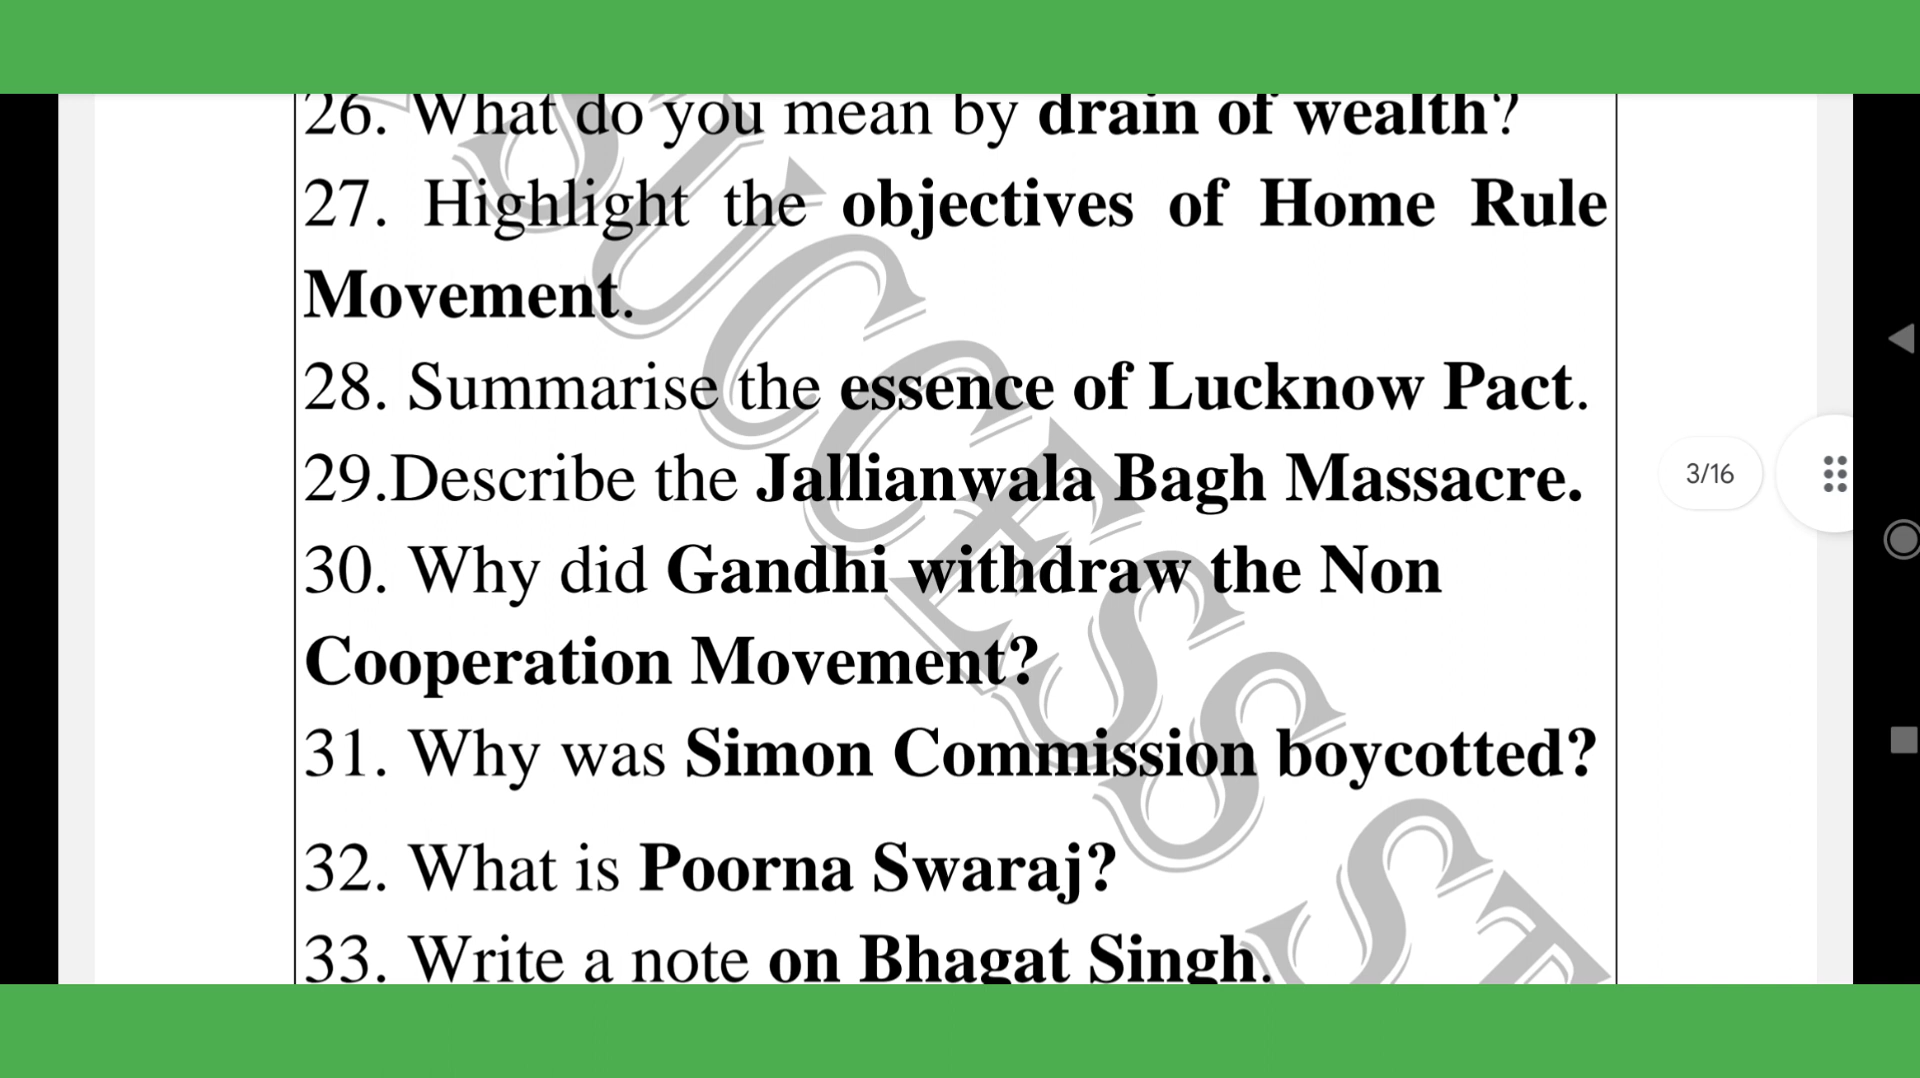 26. What do you mean by drain of wealth?
27. Highlight the objectives of Home Rule
Movement.
28. Summarise the essence of Lucknow Pact.
29.Describe the Jallianwala Bagh Massacre.
30. Why did Gandhi withdraw the Non
Cooperation Movement?
31. Why was Simon Commission boycotted?
32. What is Poorna Swaraj?
33. Write a note on Bhagat Singh.
3/16
SUCCESS ST